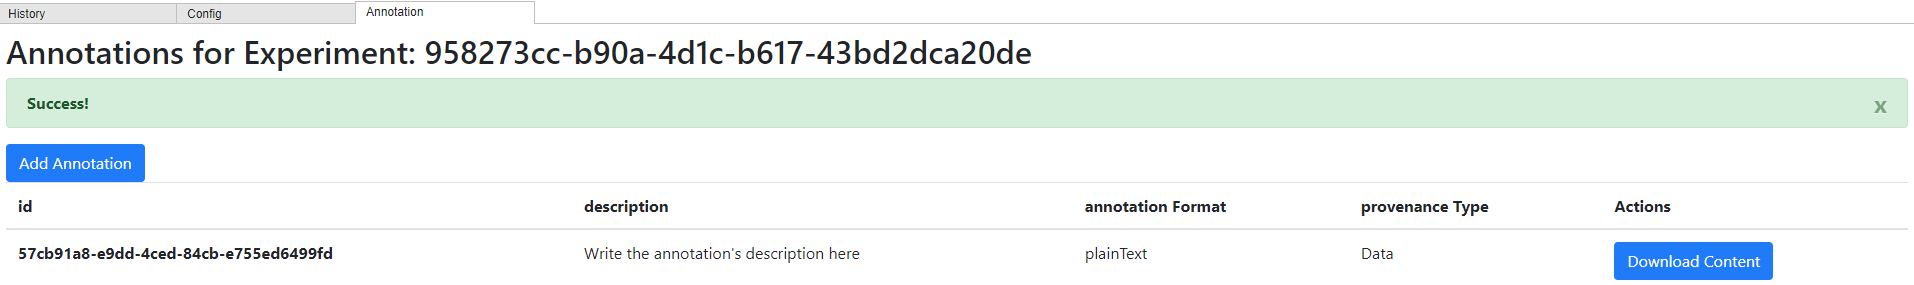 History Config Annotation
Annotations for Experiment: 958273cc-b90a-4d1c-b617-43bd2dca20de
Success! x
Add Annotation
id description annotation Format provenance Type Actions
57cb91a8-e9dd-4ced-84cb-e755ed6499fd Write the annotation's description here plainText Data Download Content